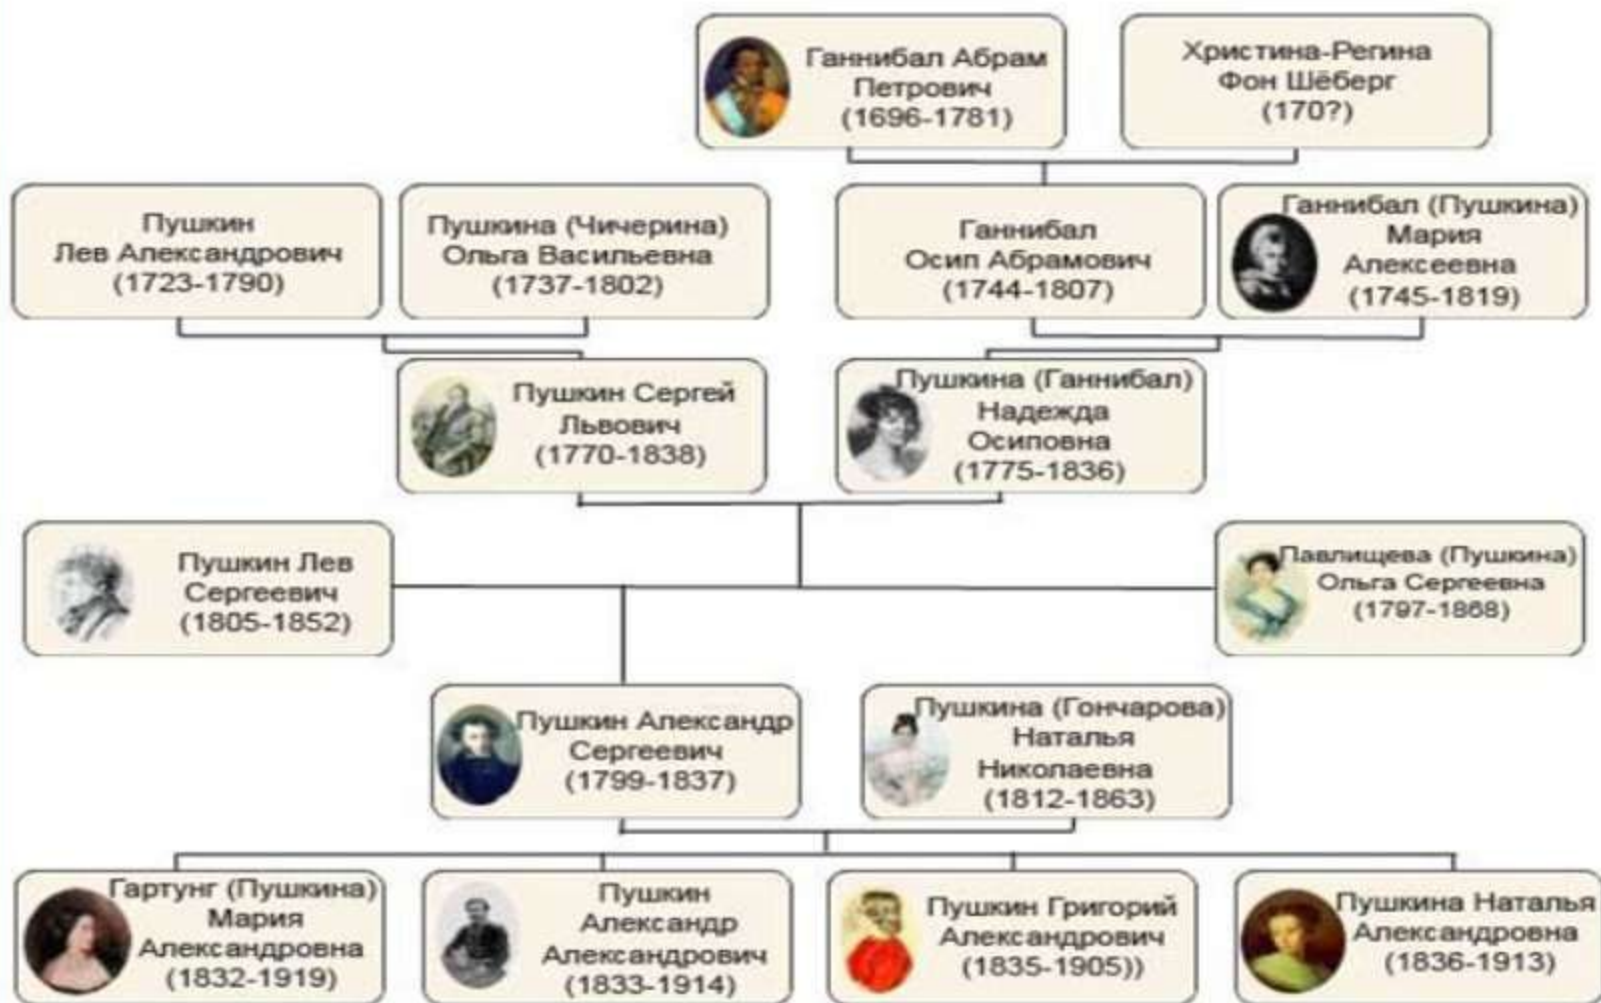 Ганнибал Абрам
Петрович
(1696-1781)
Христина-Регина
Фон Шёберг
(170?)
Пушкин
Лев Александрович
(1723-1790)
Пушкина (Чичерина)
Ольга Васильевна
(1737-1802)
Ганнибал
Осип Абрамович
(1744-1807)
Ганнибал (Пушкина)
Мария
Алексеевна
(1745-1819)
Пушкин Сергей
Львович
(1770-1838)
Пушкина (Ганнибал)
Надежда
Осиповна
(1775-1836)
Пушкин Лев
Сергеевич
(1805-1852)
Павлищева (Пушкина)
Ольга Сергеевна
(1797-1868)
Пушкин Александр
Сергеевич
(1799-1837)
Пушкина (Гончарова)
Наталья
Николаевна
(1812-1863)
Гартунг (Пушкина)
Мария
Александровна
(1832-1919)
Пушкин
Александр
Александрович
(1833-1914)
Пушкин Григорий
Александрович
(1835-1905))
Пушкина Наталья
Александровна
(1836-1913)